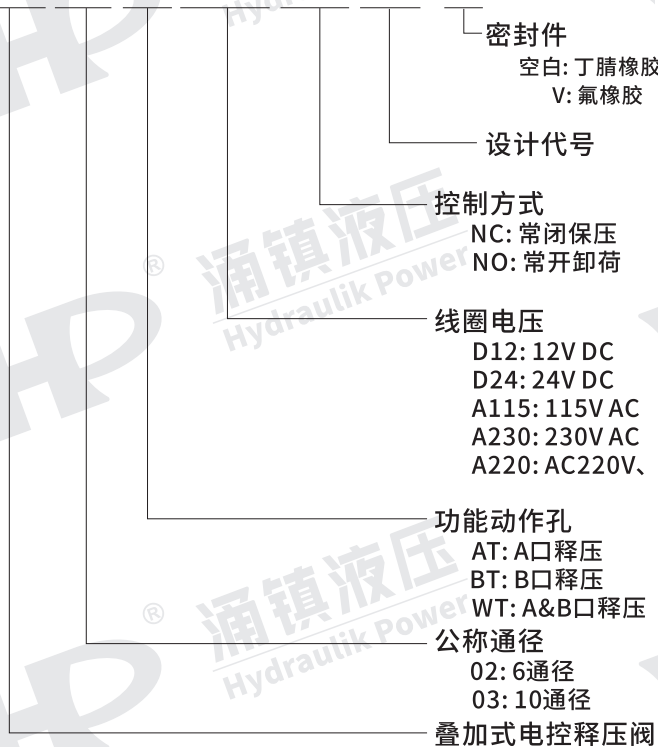 密封件
空白: 丁腈橡胶
V: 氟橡胶
设计代号
控制方式
NC: 常闭保压
NO: 常开卸荷
线圈电压
D12: 12V DC
D24: 24V DC
A115: 115V AC
A230: 230V AC
A220: AC220V、
功能动作孔
AT: A口释压
BT: B口释压
WT: A&B口释压
公称通径
02: 6通径
03: 10通径
叠加式电控释压阀
HP
®
涌镇液压
Hydraulik Power
HP
®
涌镇液压
Hydraulik Power